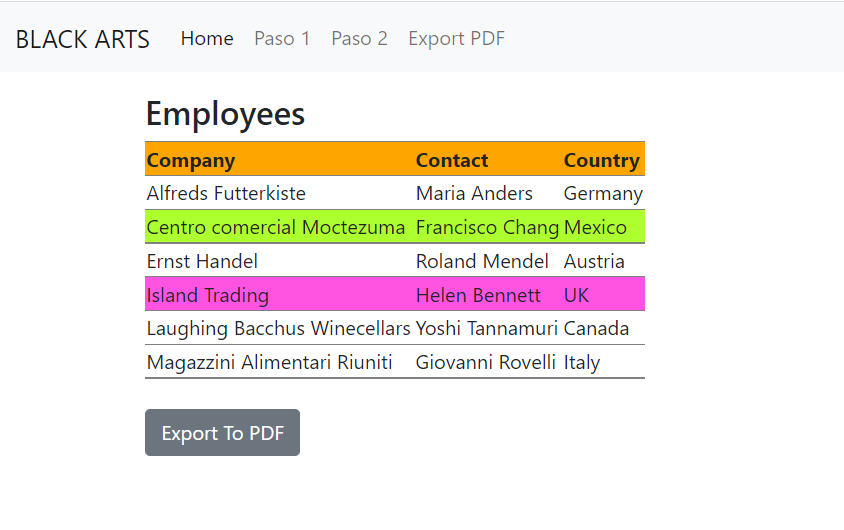 BLACK ARTS Home Paso 1 Paso 2 Export PDF
Employees
Company Contact Country
Alfreds Futterkiste Maria Anders Germany
Centro comercial Moctezuma Francisco Chang Mexico
Ernst Handel Roland Mendel Austria
Island Trading Helen Bennett UK
Laughing Bacchus Winecellars Yoshi Tannamuri Canada
Magazzini Alimentari Riuniti Giovanni Rovelli Italy
Export To PDF